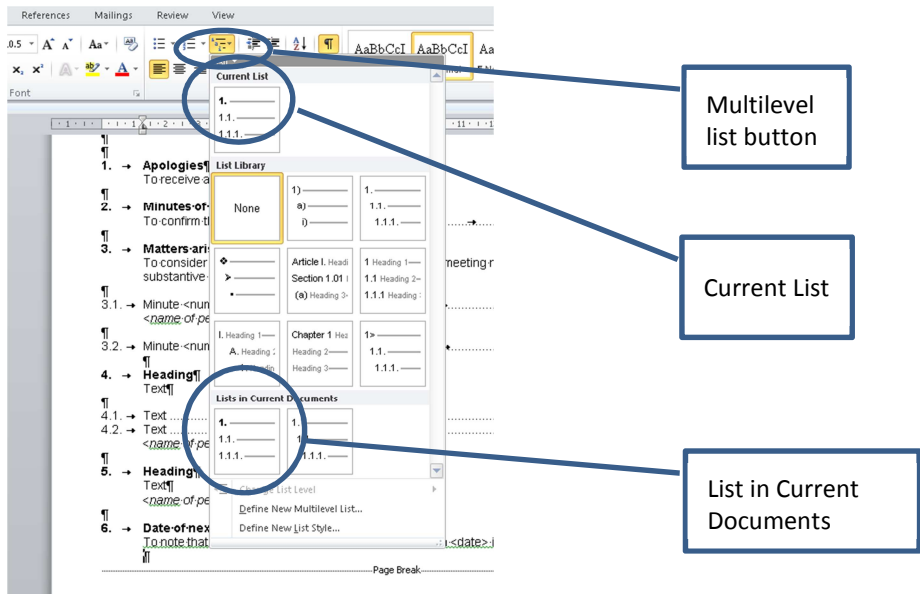 References Mailings Review View
AaBbCcI AaBbCcI Aa
Font
Current List
1.
1.1.
1.1.1.
Multilevel
list button
Current List
List in Current
Documents
¶
¶
1. → Apologies¶
To·receive·a
¶
2. → Minutes·of·
To·confirm·t
¶
3. → Matters·ari
To·consider
meeting·r
substantive·
¶
3.1. → Minute·<num
<name·of·pe
¶
3.2. → Minute·<num
¶
4. → Heading¶
Text¶
¶
4.1. → Text
4.2. → Text
<name·of·pe
¶
5. → Heading¶
Text¶
<name·of·pe
¶
6. → Date·of·nex
To·note·that
<date>·i
¶
Page Break
List Library
None
1)
a)
i)
1.
1.1.
1.1.1.
Article I. Headi
Section 1.01
(a) Heading 3
1 Heading 1
1.1 Heading 2
1.1.1 Heading
I. Heading 1
A. Heading
Chapter 1 Hea
Heading 2
Heading 3
1>
1.1.
1.1.1.
Lists in Current Documents
1.
1.1.
1.1.1.
1.
1.1.1.
Change List Level
Define New Multilevel List...
Define New List Style...